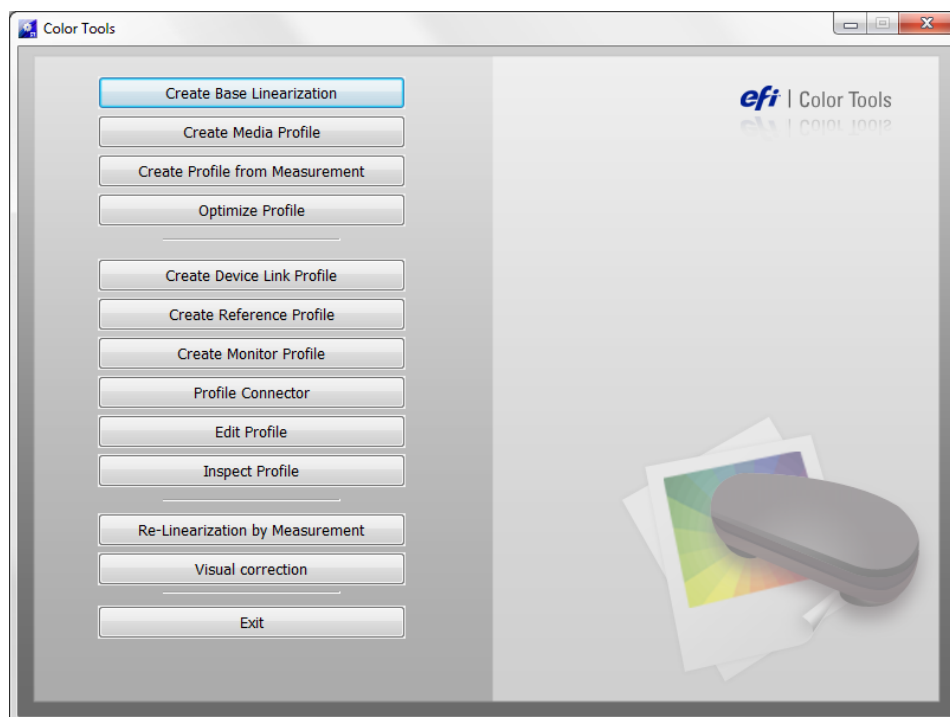 Color Tools
Create Base Linearization
Create Media Profile
Create Profile from Measurement
Optimize Profile
Create Device Link Profile
Create Reference Profile
Create Monitor Profile
Profile Connector
Edit Profile
Inspect Profile
Re-Linearization by Measurement
Visual correction
Exit
efi | Color Tools